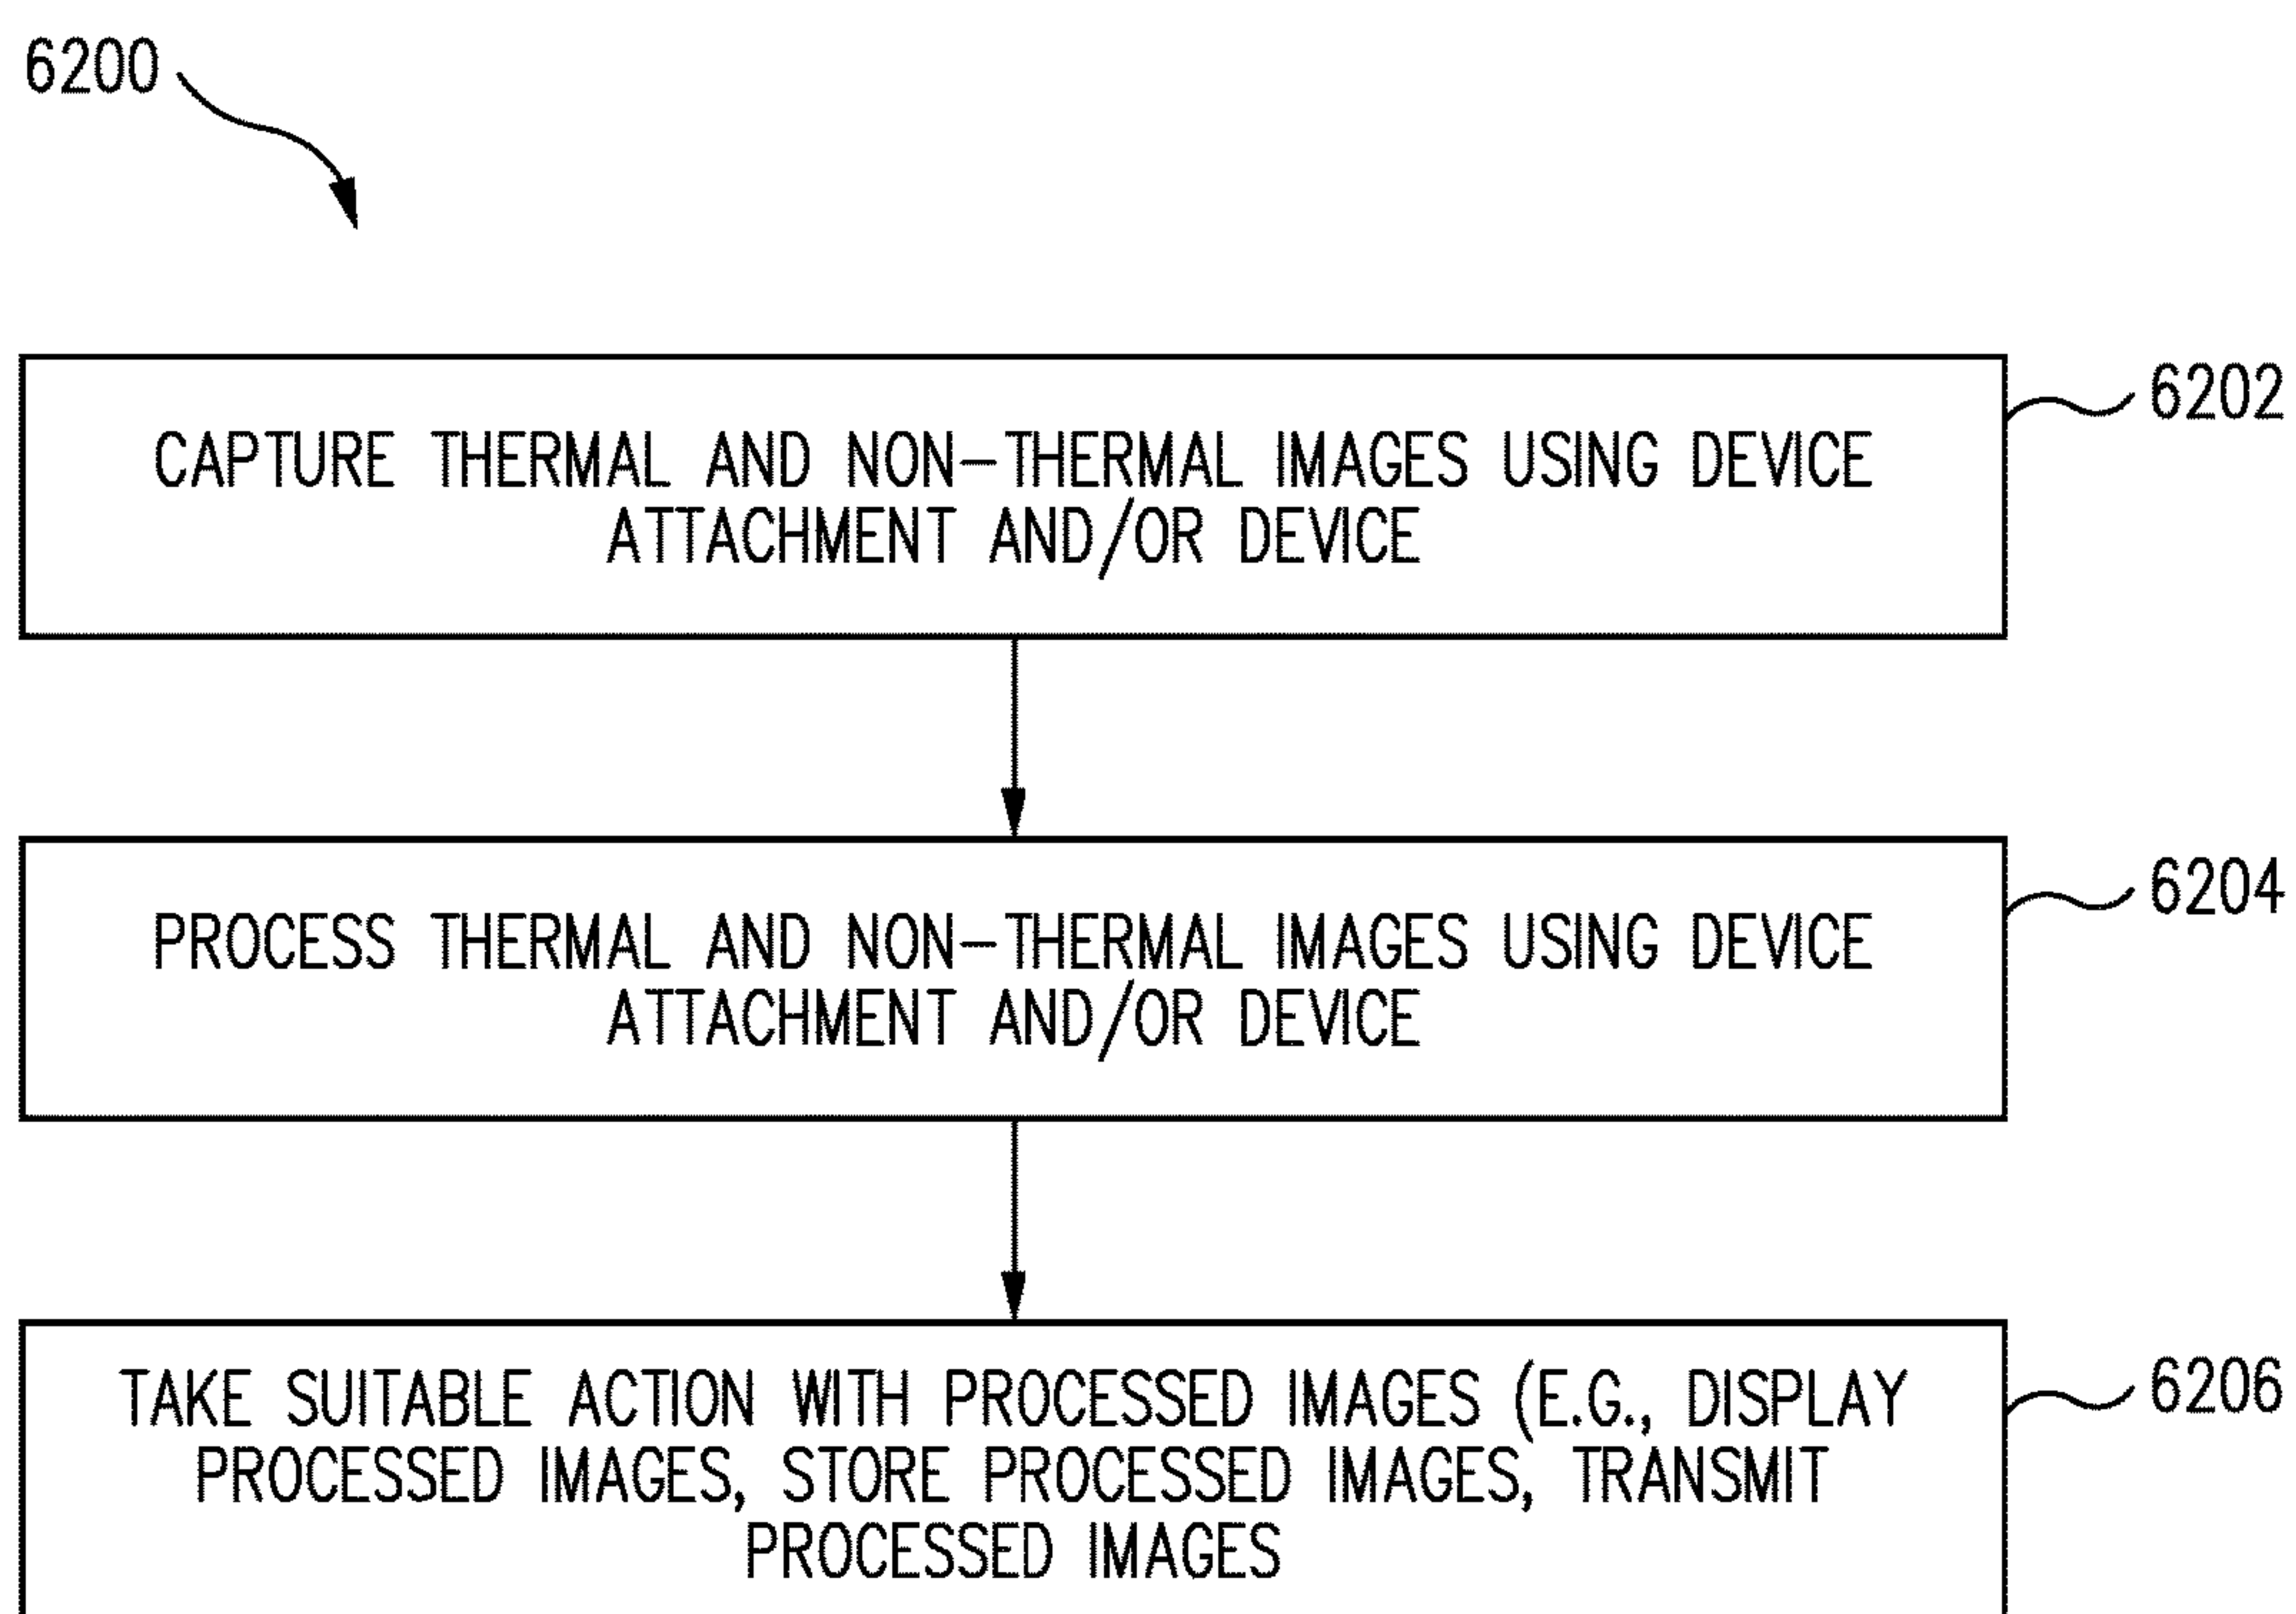 6200
6202
CAPTURE THERMAL AND NON-THERMAL IMAGES USING DEVICE
ATTACHMENT AND/OR DEVICE
6204
PROCESS THERMAL AND NON-THERMAL IMAGES USING DEVICE
ATTACHMENT AND/OR DEVICE
6206
TAKE SUITABLE ACTION WITH PROCESSED IMAGES (E.G., DISPLAY
PROCESSED IMAGES, STORE PROCESSED IMAGES, TRANSMIT
PROCESSED IMAGES